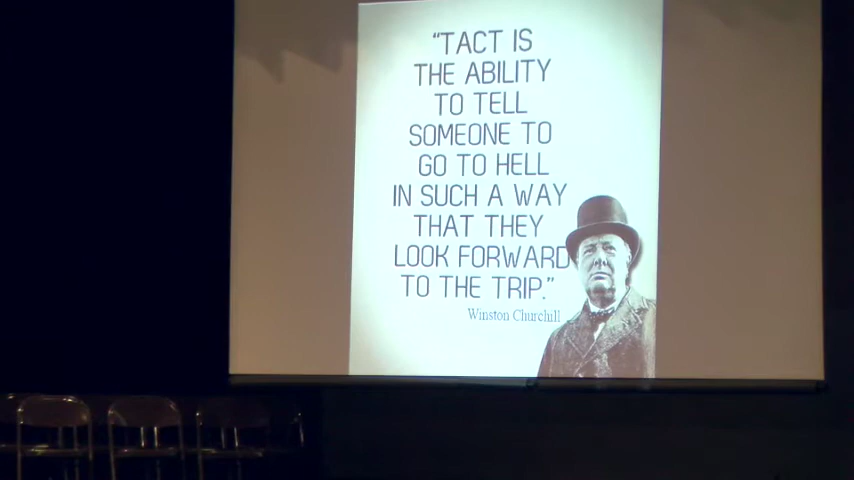 “TACT IS
THE ABILITY
TO TELL
SOMEONE TO
GO TO HELL
IN SUCH A WAY
THAT THEY
LOOK FORWARD
TO THE TRIP.”
Winston Churchill